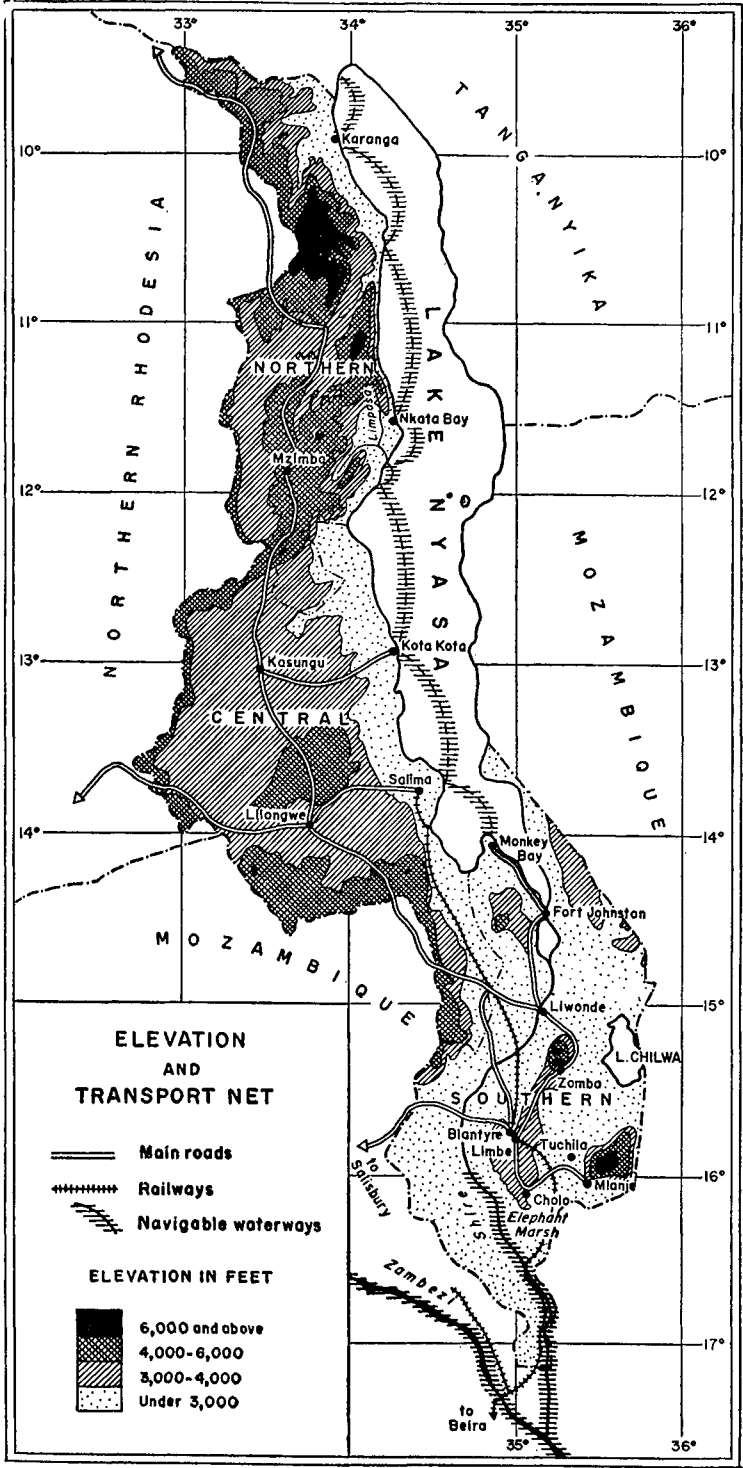 33°
34°
35°
36°
TANGANYIKA
Karanga
10°
10°
NORTHERN RHODESIA
11°
11°
LAKE NYASA
NORTHERN
Limpasa
Nkata Bay
Mzimba
12°
12°
MOZAMBIQUE
Kota Kota
13°
13°
Kasungu
CENTRAL
Salima
Lilongwe
14°
14°
Monkey
Bay
Fort Johnston
MOZAMBIQUE
15°
15°
Liwonde
L. CHILWA
Zomba
SOUTHERN
Blantyre
Limbe
Tuchila
to
Salisbury
16°
16°
Mlanje
Cholo
Elephant
Marsh
Shire
Zambezi
17°
17°
to
Beira
35°
36°
ELEVATION
AND
TRANSPORT NET
Main roads
Railways
Navigable waterways
ELEVATION IN FEET
6,000 and above
4,000-6,000
3,000-4,000
Under 3,000